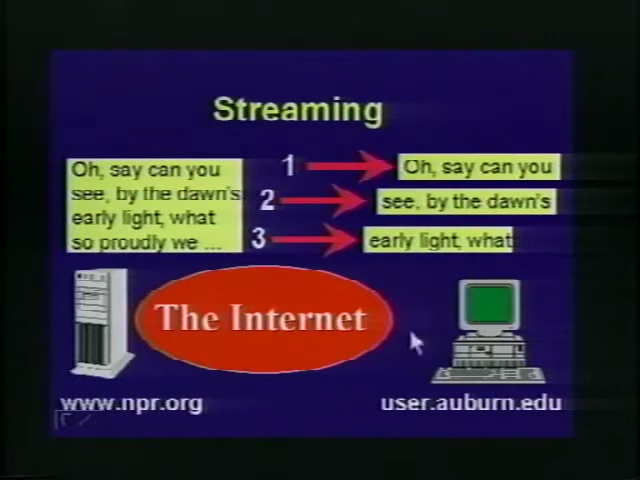 Streaming
Oh, say can you
see, by the dawn's
early light, what
so proudly we ...
1
Oh, say can you
2
see, by the dawn's
3
early light, what
The Internet
www.npr.org
user.auburn.edu